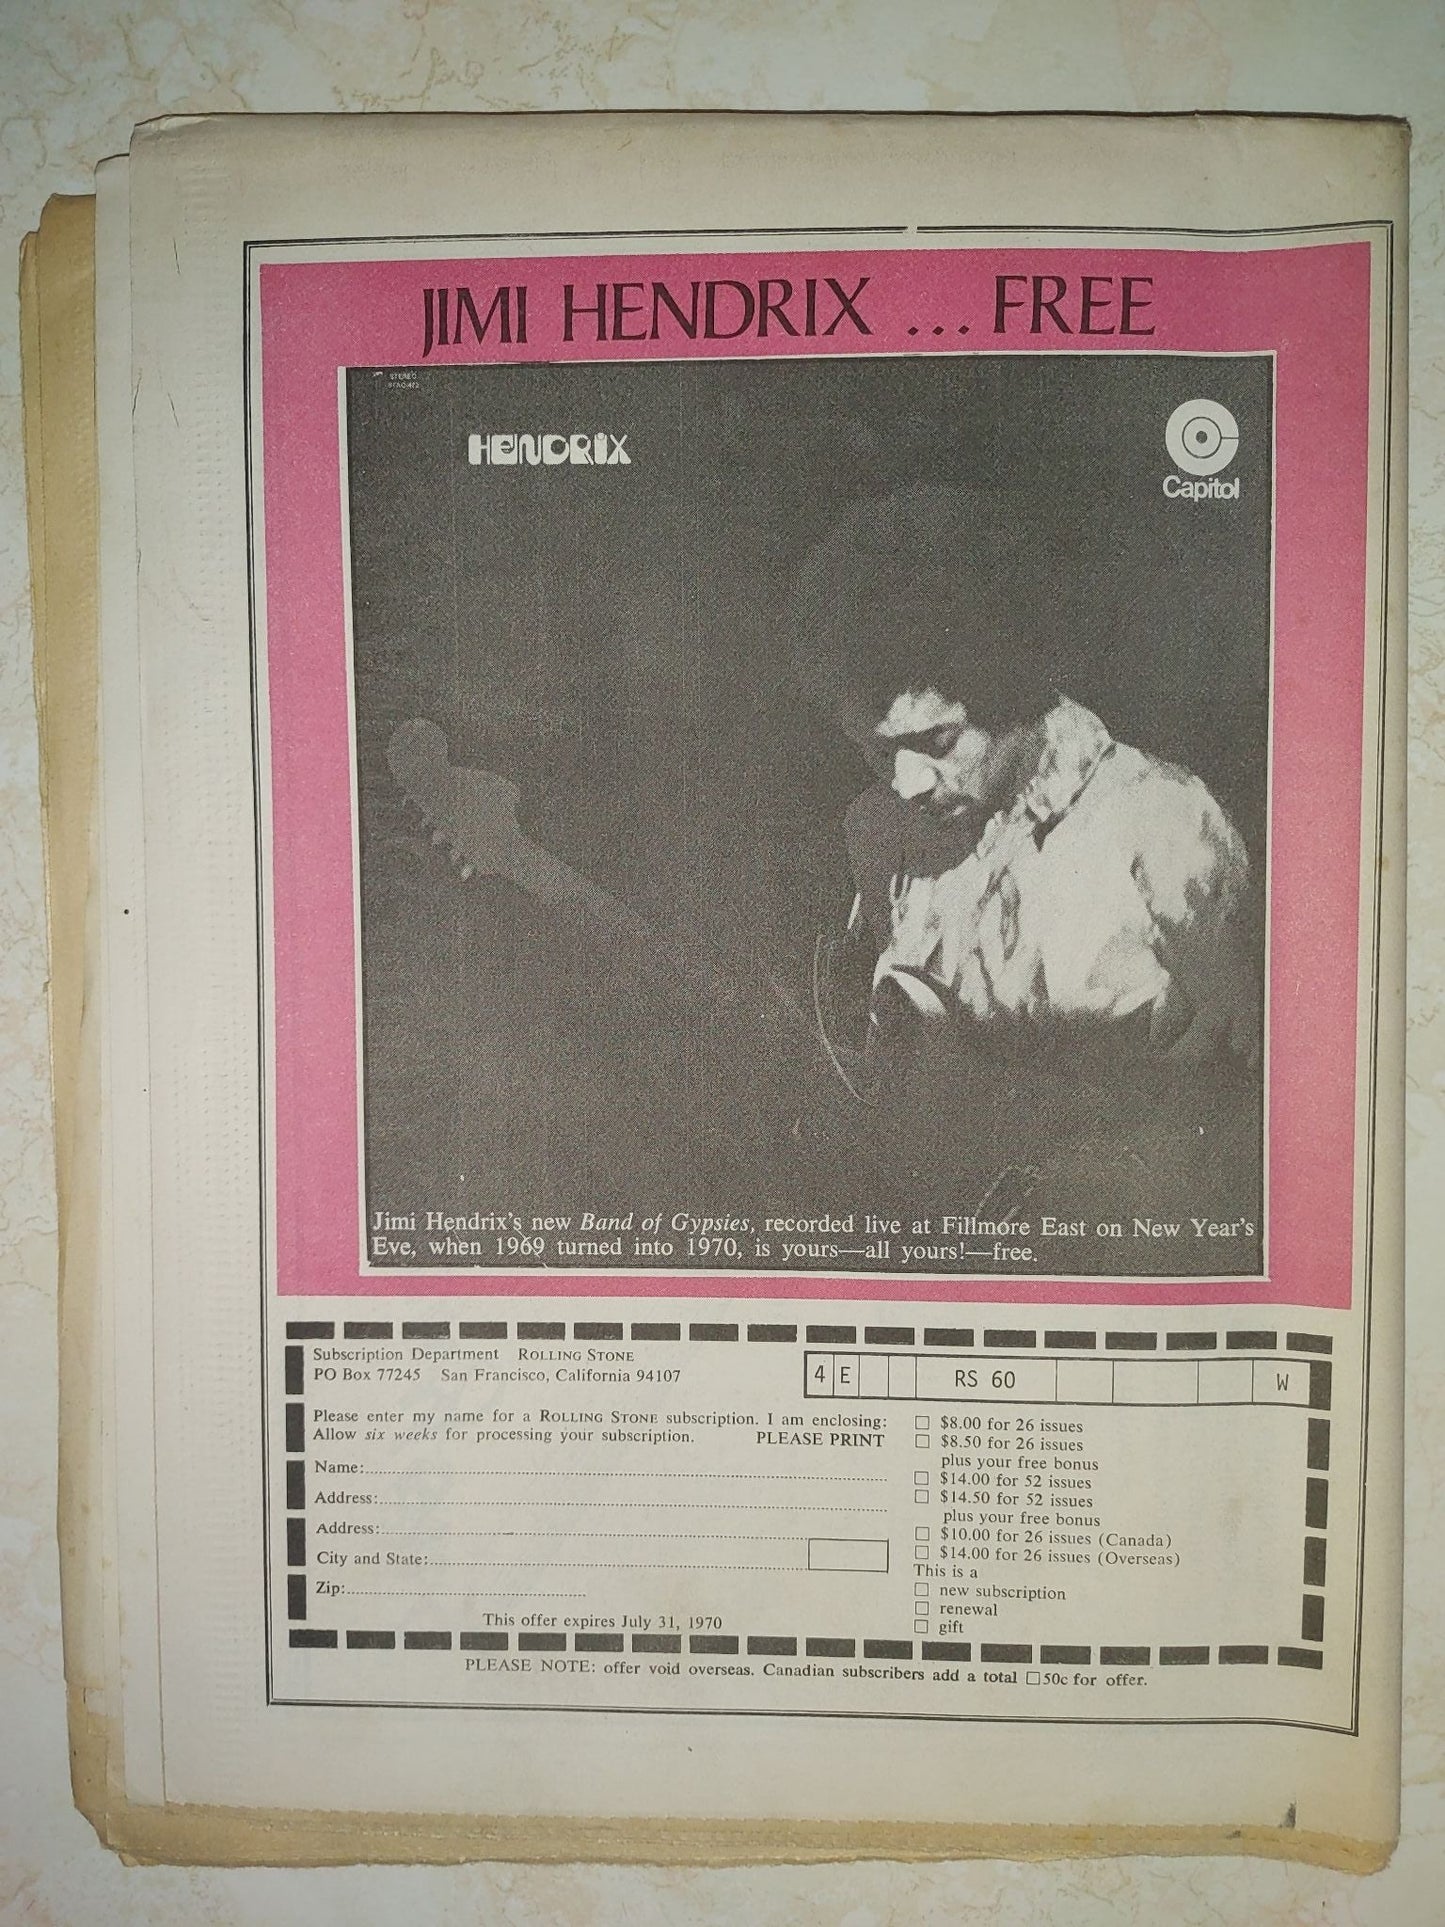 JIMI HENDRIX ... FREE
STEREO
HENDRIX
Capitol
Jimi Hendrix's new Band of Gypsies, recorded live at Fillmore East on New Year's
Eve, when 1969 turned into 1970, is yours—all yours!—free.
Subscription Department ROLLING STONE
PO Box 77245 San Francisco, California 94107
4 E RS 60 W
Please enter my name for a ROLLING STONE subscription. I am enclosing:
Allow six weeks for processing your subscription. PLEASE PRINT
Name:
Address:
Address:
City and State:
Zip:
This offer expires July 31, 1970
$8.00 for 26 issues
$8.50 for 26 issues
plus your free bonus
$14.00 for 52 issues
$14.50 for 52 issues
plus your free bonus
$10.00 for 26 issues (Canada)
$14.00 for 26 issues (Overseas)
This is a
new subscription
renewal
gift
PLEASE NOTE: offer void overseas. Canadian subscribers add a total ☐50c for offer.